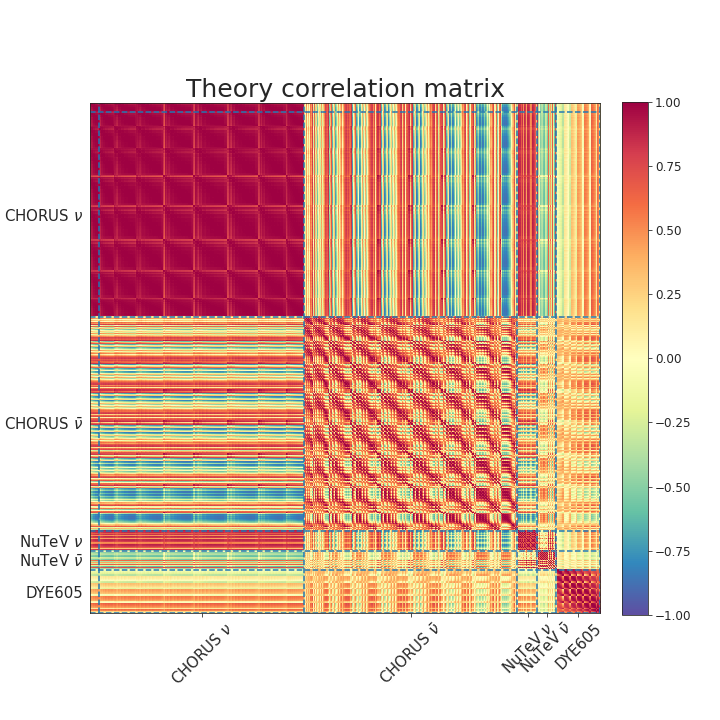 Theory correlation matrix
CHORUS ν
CHORUS ν̄
NuTeV ν
NuTeV ν̄
DYE605
CHORUS ν
CHORUS ν̄
NuTeV ν
NuTeV ν̄
DYE605
1.00
0.75
0.50
0.25
0.00
−0.25
−0.50
−0.75
−1.00